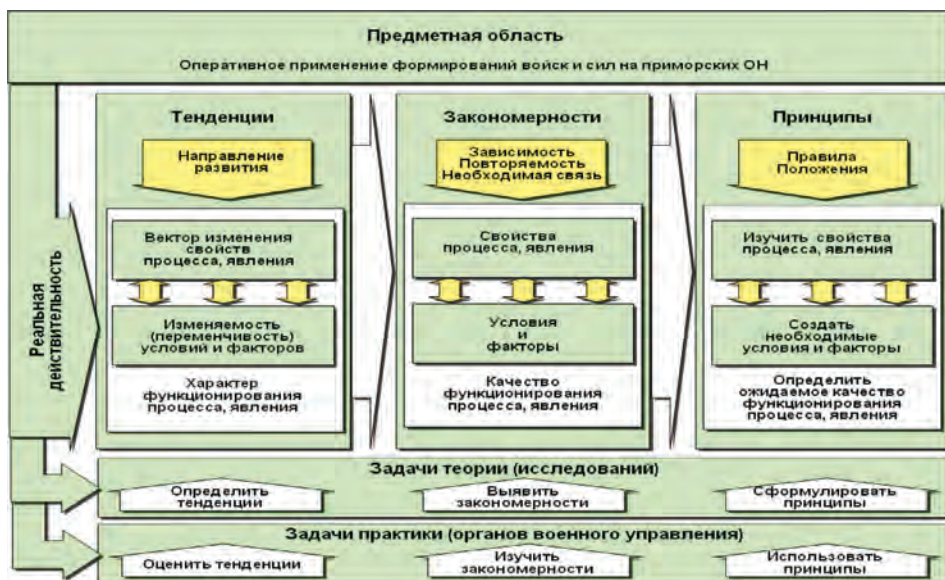 Предметная область
Оперативное применение формирований войск и сил на приморских ОН
Реальная
действительность
Тенденции
Направление
развития
Вектор изменения
свойств
процесса, явления
Изменяемость
(переменчивость)
условий и факторов
Характер
функционирования
процесса, явления
Закономерности
Зависимость
Повторяемость
Необходимая связь
Свойства
процесса, явления
Условия
и
факторы
Качество
функционирования
процесса, явления
Принципы
Правила
Положения
Изучить свойства
процесса, явления
Создать
необходимые
условия и факторы
Определить
ожидаемое качество
функционирования
процесса, явления
Задачи теории (исследований)
Определить
тенденции
Выявить
закономерности
Сформулировать
принципы
Задачи практики (органов военного управления)
Оценить тенденции
Изучить
закономерности
Использовать
принципы